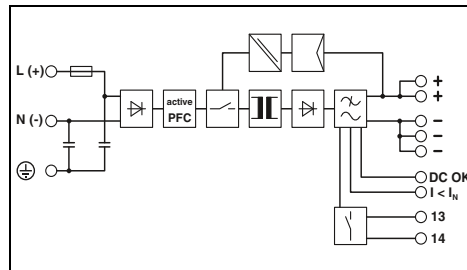 L (+)
active
PFC
N (-)
+
+
–
–
–
DC OK
I < IN
13
14